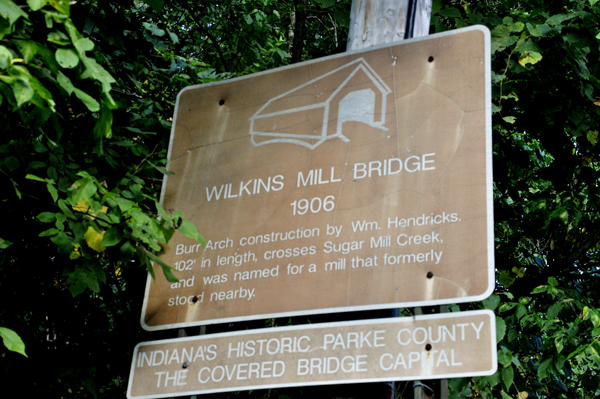 WILKINS MILL BRIDGE
1906
Burr Arch construction by Wm. Hendricks.
102' in length, crosses Sugar Mill Creek,
and was named for a mill that formerly
stood nearby.
INDIANA'S HISTORIC PARKE COUNTY
THE COVERED BRIDGE CAPITAL